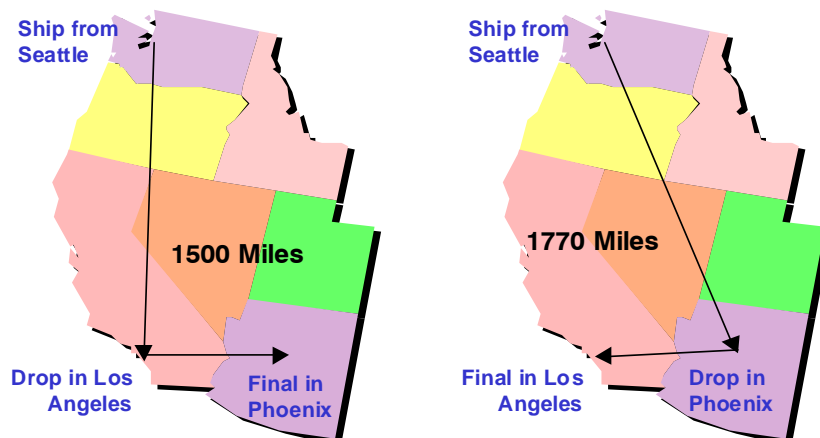 Ship from
Seattle
1500 Miles
Drop in Los
Angeles
Final in
Phoenix
Ship from
Seattle
1770 Miles
Final in Los
Angeles
Drop in
Phoenix